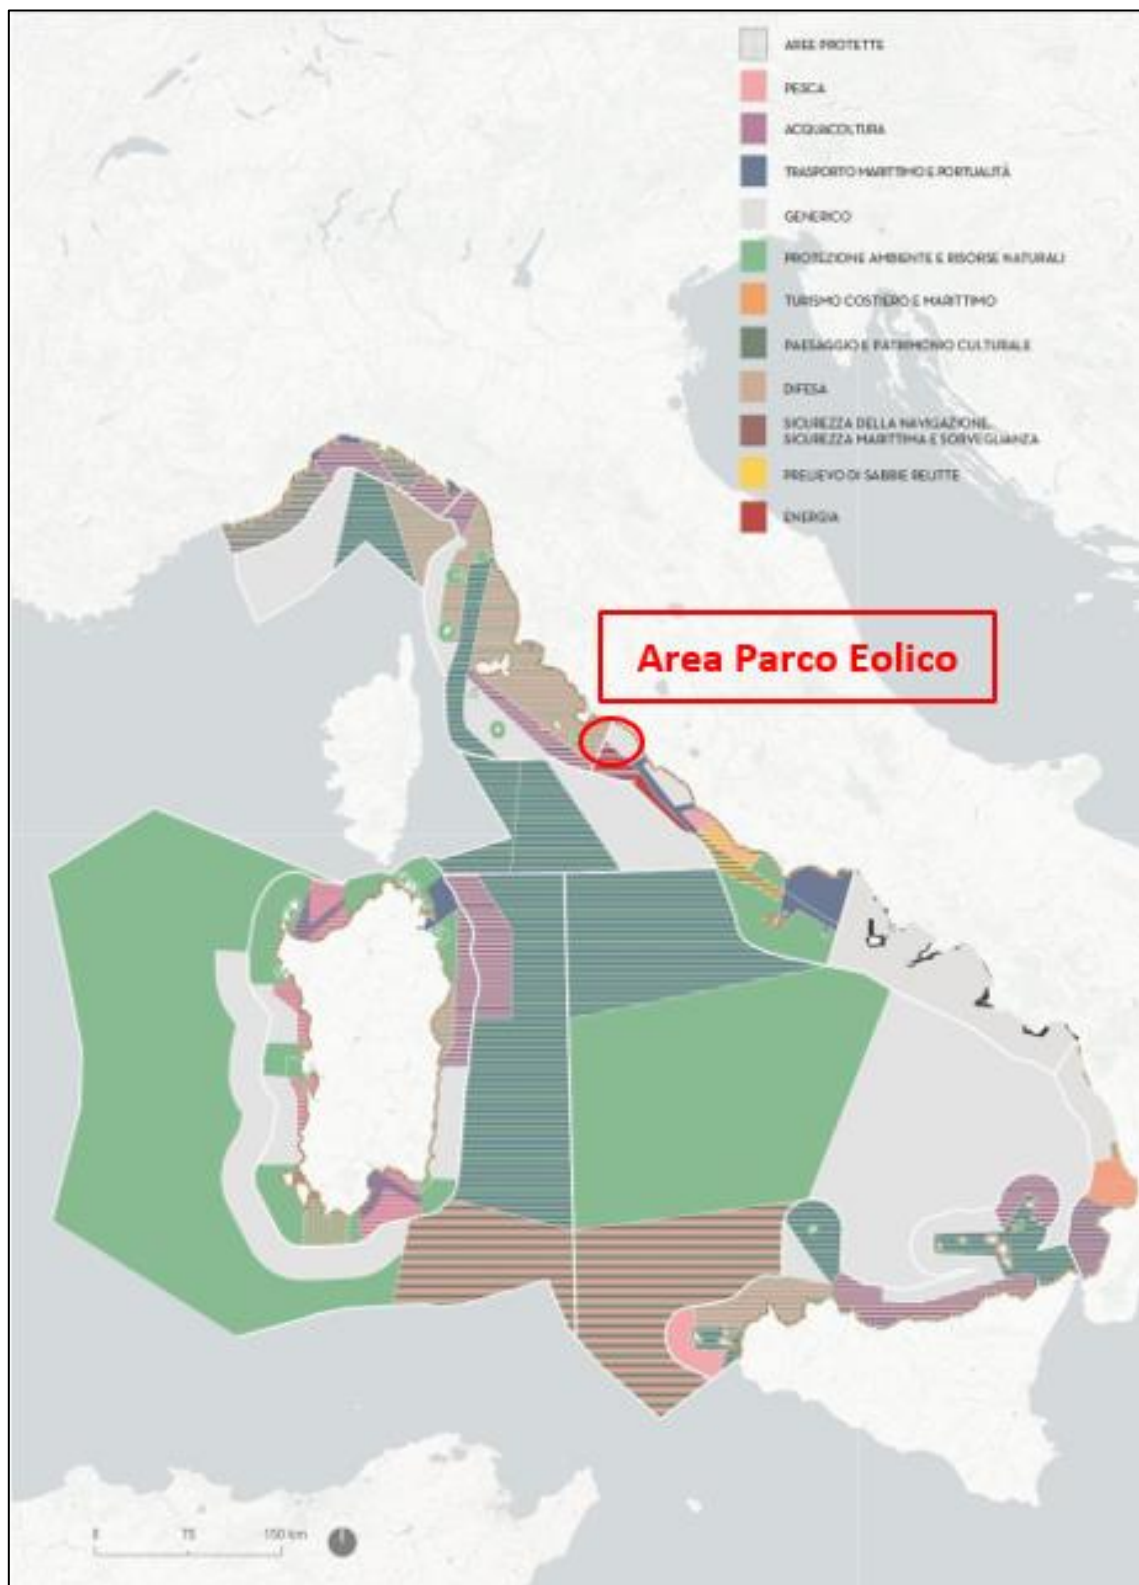 AREE PROTETTE
PESCA
ACQUACOLTURA
TRASPORTO MARITTIMO E PORTUALITÀ
GENERICO
PROTEZIONE AMBIENTE E RISORSE NATURALI
TURISMO COSTIERO E MARITTIMO
PAESAGGIO E PATRIMONIO CULTURALE
DIFESA
SICUREZZA DELLA NAVIGAZIONE,
SICUREZZA MARITTIMA E SORVEGLIANZA
PRELIEVO DI SABBIE RELITTE
ENERGIA
Area Parco Eolico
0 75 150 km